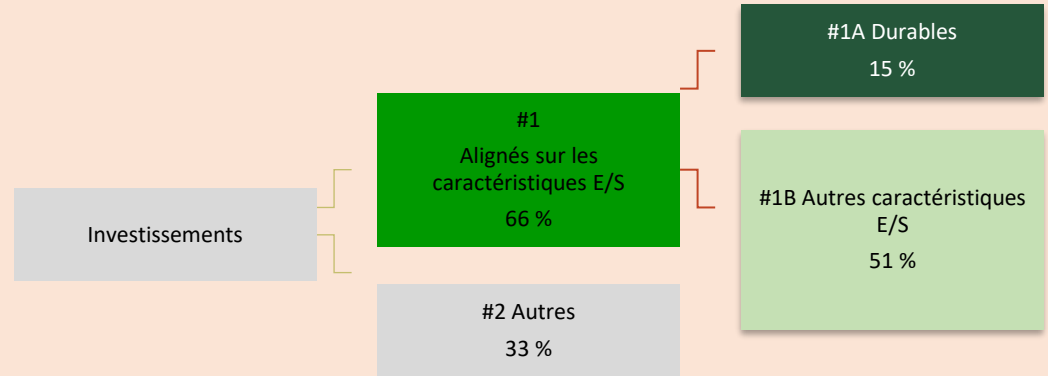 Investissements
#1
Alignés sur les
caractéristiques E/S
66 %
#2 Autres
33 %
#1A Durables
15 %
#1B Autres caractéristiques
E/S
51 %